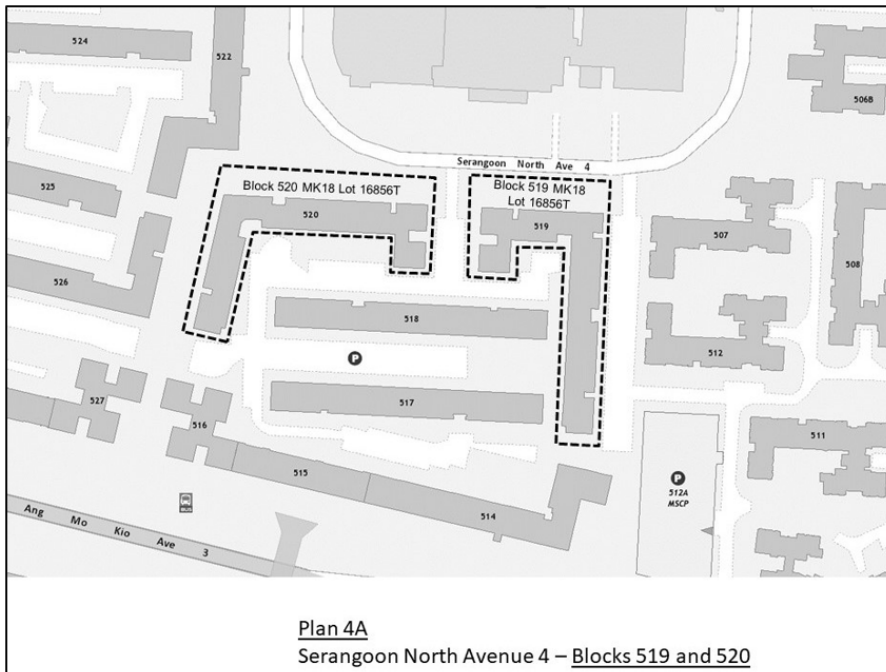 524
522
506B
Serangoon North Ave 4
Block 520 MK18 Lot 16856T
Block 519 MK18
Lot 16856T
525
520
519
507
508
526
518
512
P
527
517
516
511
515
P
512A
MSCP
514
BUS
Ang Mo Kio Ave 3
Plan 4A
Serangoon North Avenue 4 – Blocks 519 and 520